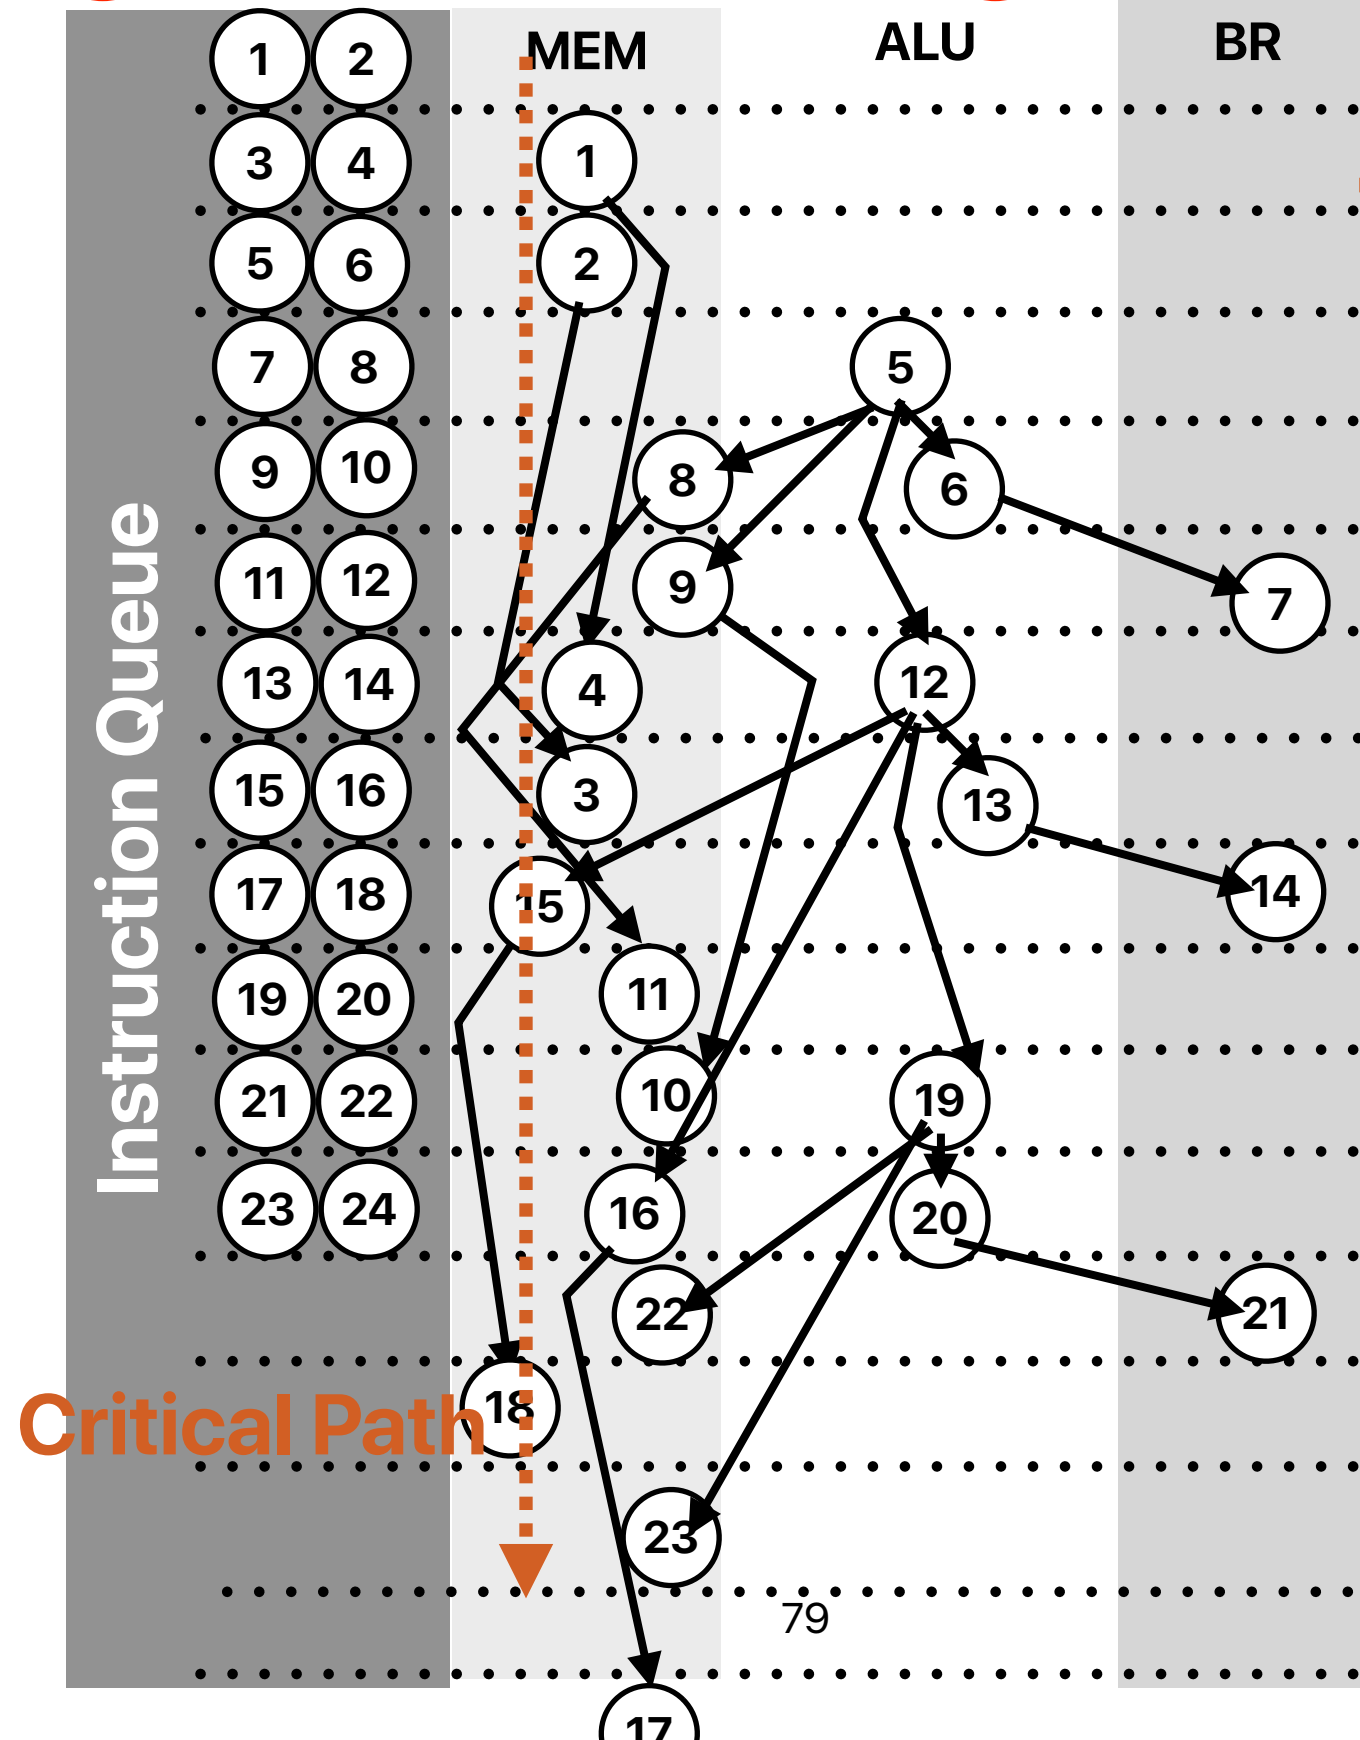 MEM ALU BR
1 2
3 4 1
5 6 2
7 8 5
9 10 8 6
11 12 9 7
13 14 4 12
15 16 3 13
17 18 15 14
19 20 11
21 22 10 19
23 24 16 20
22 21
Instruction Queue
Critical Path 18
23
79
17